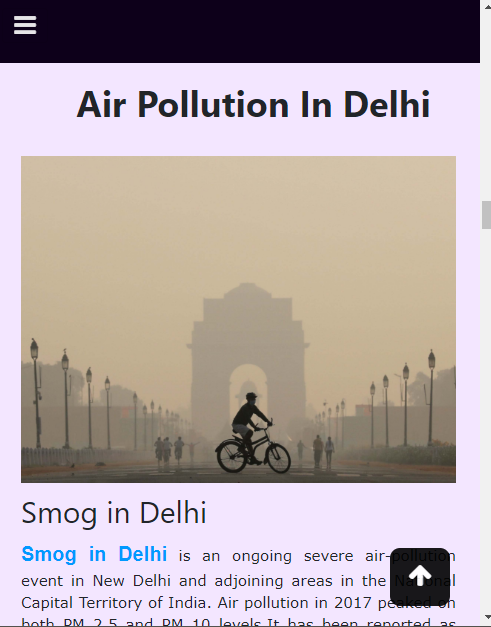 Air Pollution In Delhi
Smog in Delhi
Smog in Delhi is an ongoing severe air-pollution
event in New Delhi and adjoining areas in the National
Capital Territory of India. Air pollution in 2017 peaked on
both PM 2.5 and PM 10 levels.It has been reported as